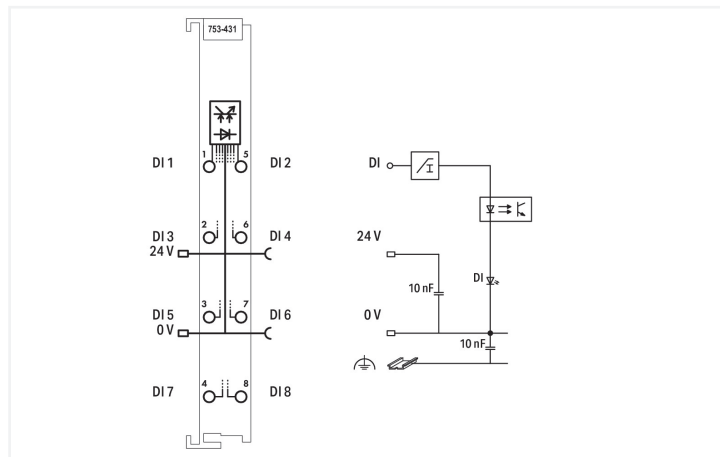 753-431
1 5
DI 1 DI 2 DI
2 6
DI 3 DI 4 24 V
24 V
DI
10 nF
3 7
DI 5 DI 6 0 V
0 V
10 nF
4 8
DI 7 DI 8